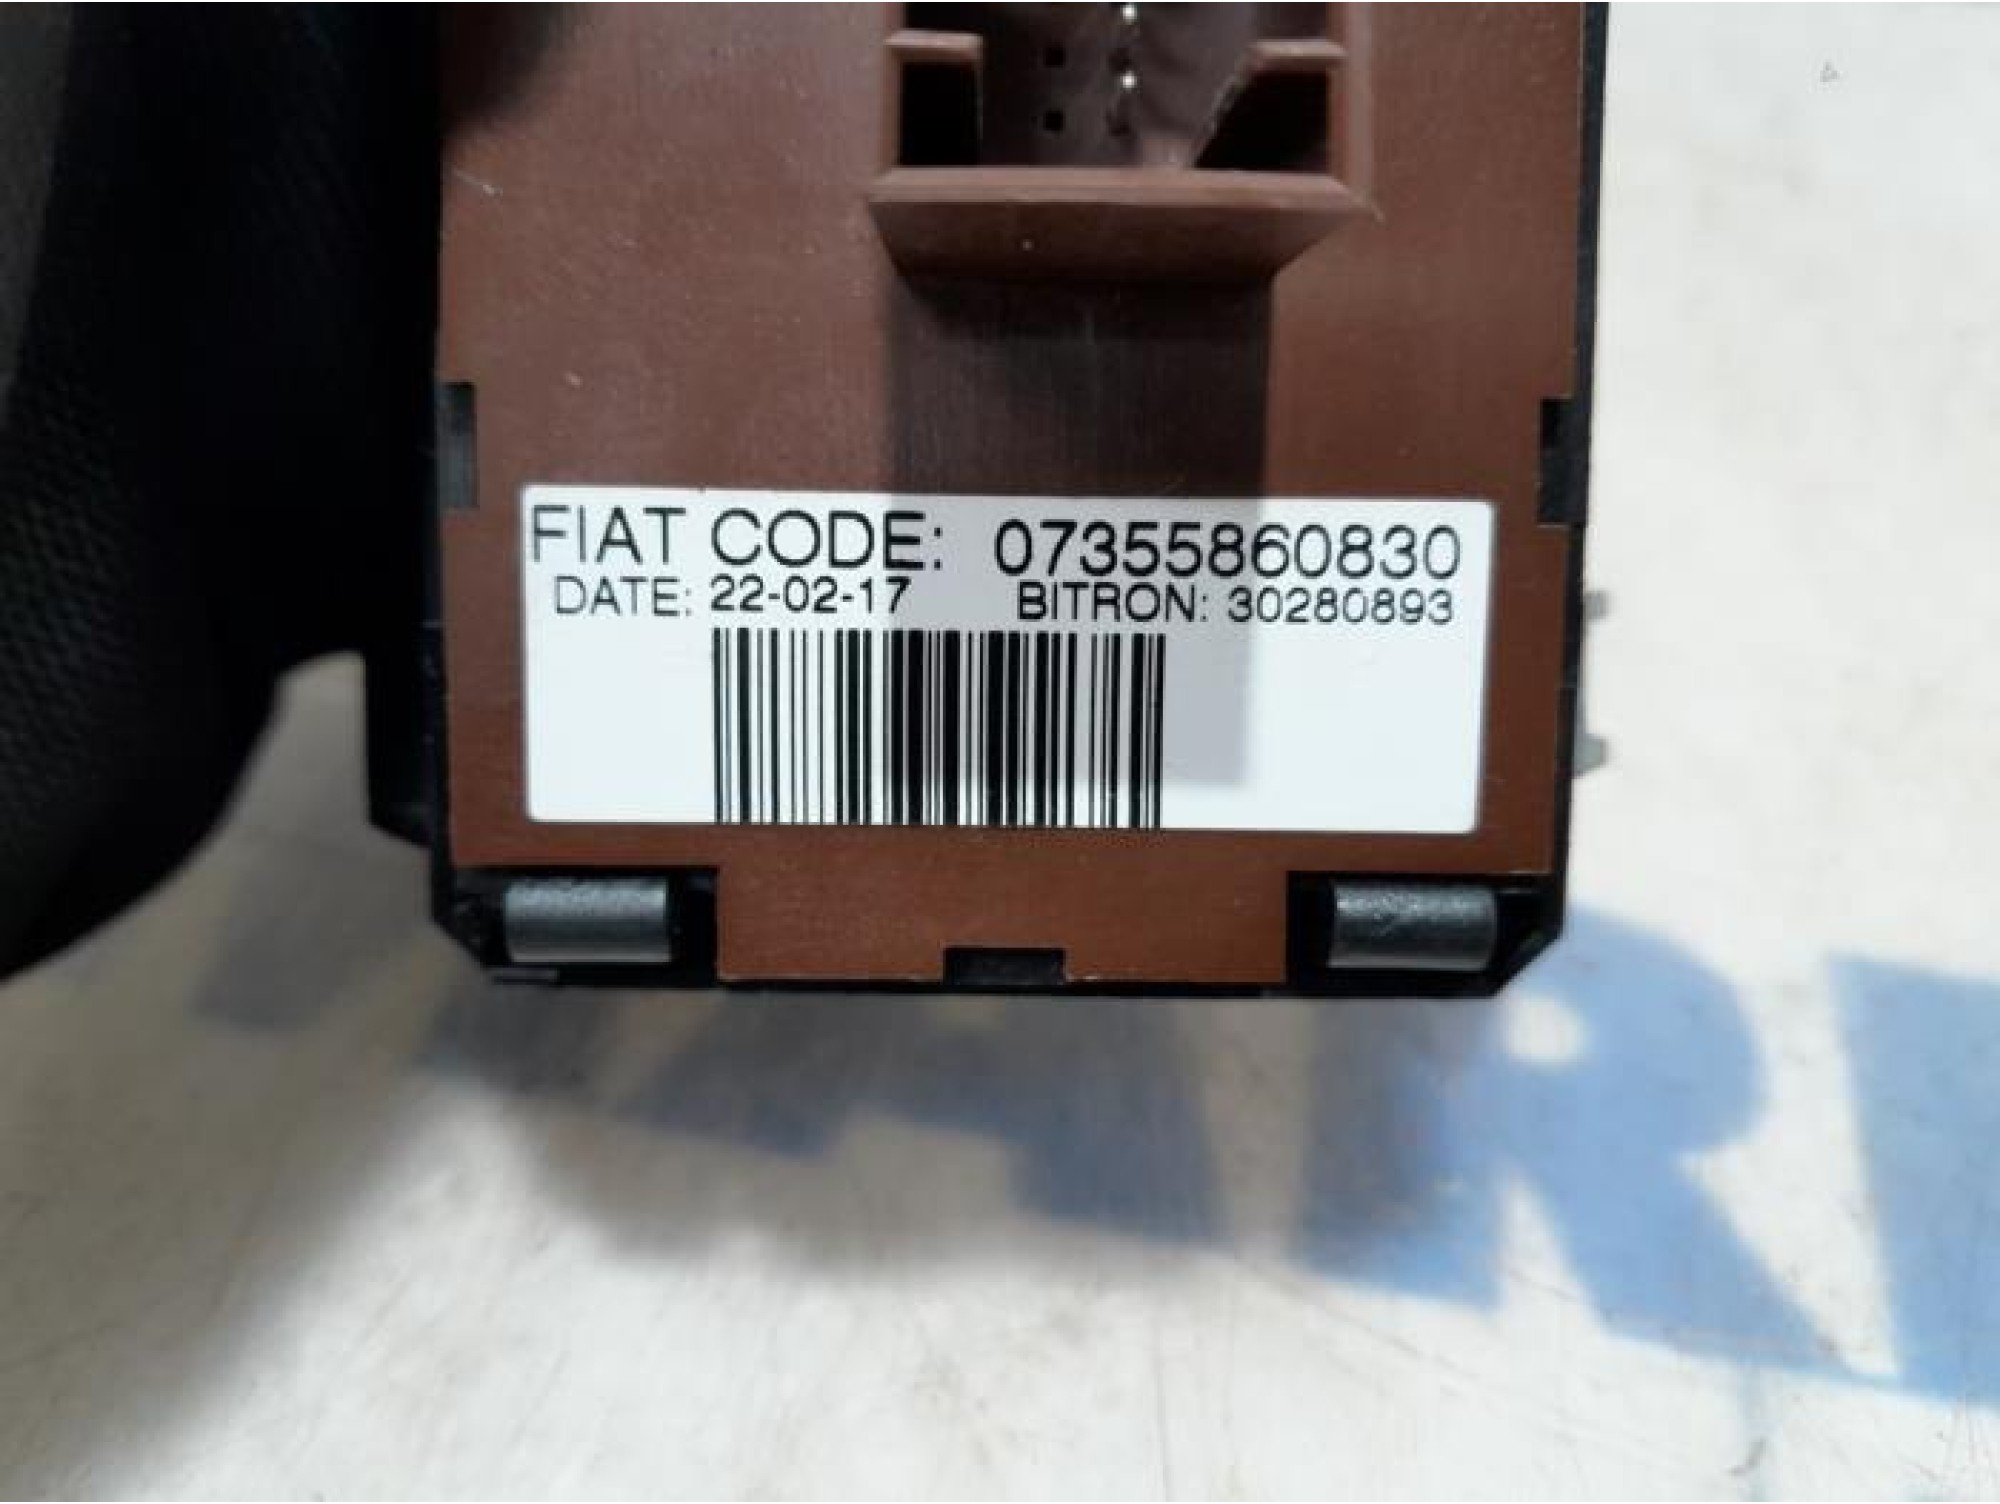 FIAT CODE: 07355860830
DATE: 22-02-17 BITRON: 30280893